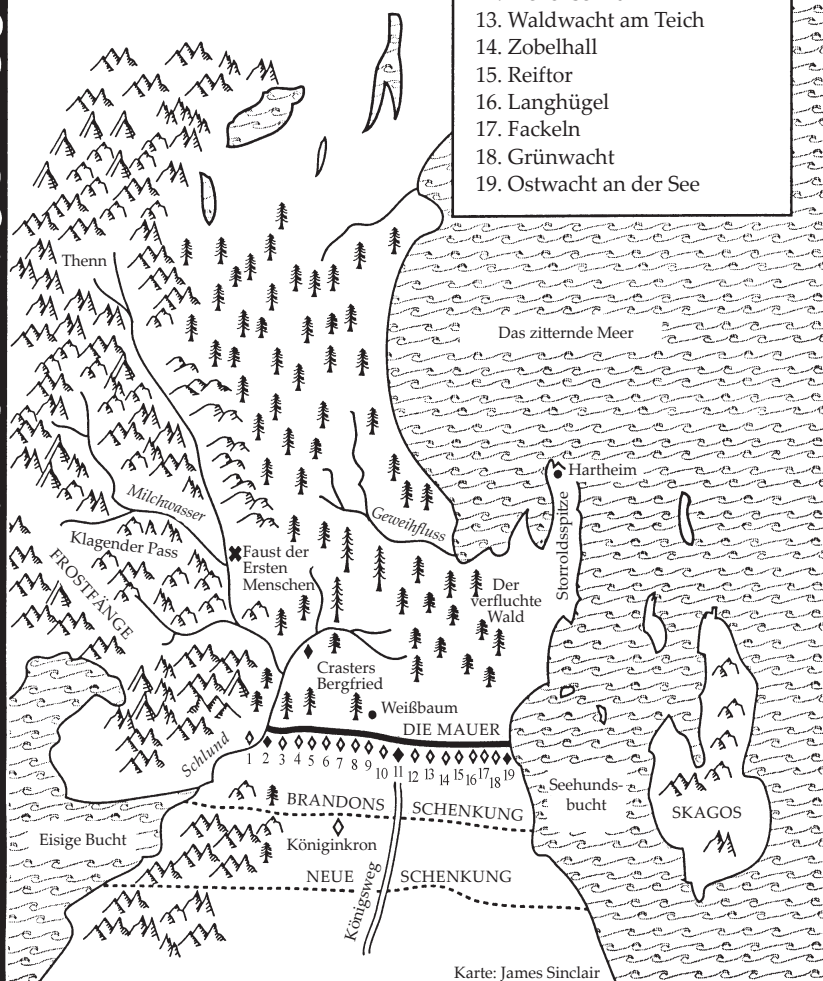 13. Waldwacht am Teich
14. Zobelhall
15. Reiftor
16. Langhügel
17. Fackeln
18. Grünwacht
19. Ostwacht an der See
Thenn
Das zitternde Meer
Hartheim
Milchwasser
Geweihfluss
Storroldsspitze
Klagender Pass
FROSTFÄNGE
Faust der
Ersten
Menschen
Der
verfluchte
Wald
Crasters
Bergfried
Weißbaum
DIE MAUER
Schlund
1 2 3 4 5 6 7 8 9 10 11 12 13 14 15 16 17 18 19
Seehunds-
bucht
SKAGOS
BRANDONS SCHENKUNG
Eisige Bucht
Königinkron
NEUE SCHENKUNG
Königsweg
Karte: James Sinclair